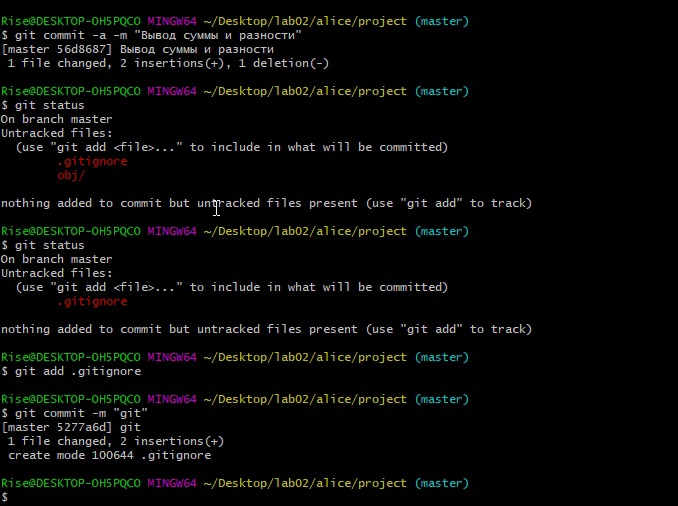 Rise@DESKTOP-OH5PQCO MINGW64 ~/Desktop/lab02/alice/project (master)
$ git commit -a -m "Вывод суммы и разности"
[master 56d8687] Вывод суммы и разности
 1 file changed, 2 insertions(+), 1 deletion(-)

Rise@DESKTOP-OH5PQCO MINGW64 ~/Desktop/lab02/alice/project (master)
$ git status
On branch master
Untracked files:
  (use "git add <file>..." to include in what will be committed)
        .gitignore
        obj/

nothing added to commit but untracked files present (use "git add" to track)

Rise@DESKTOP-OH5PQCO MINGW64 ~/Desktop/lab02/alice/project (master)
$ git status
On branch master
Untracked files:
  (use "git add <file>..." to include in what will be committed)
        .gitignore

nothing added to commit but untracked files present (use "git add" to track)

Rise@DESKTOP-OH5PQCO MINGW64 ~/Desktop/lab02/alice/project (master)
$ git add .gitignore

Rise@DESKTOP-OH5PQCO MINGW64 ~/Desktop/lab02/alice/project (master)
$ git commit -m "git"
[master 5277a6d] git
 1 file changed, 2 insertions(+)
 create mode 100644 .gitignore

Rise@DESKTOP-OH5PQCO MINGW64 ~/Desktop/lab02/alice/project (master)
$